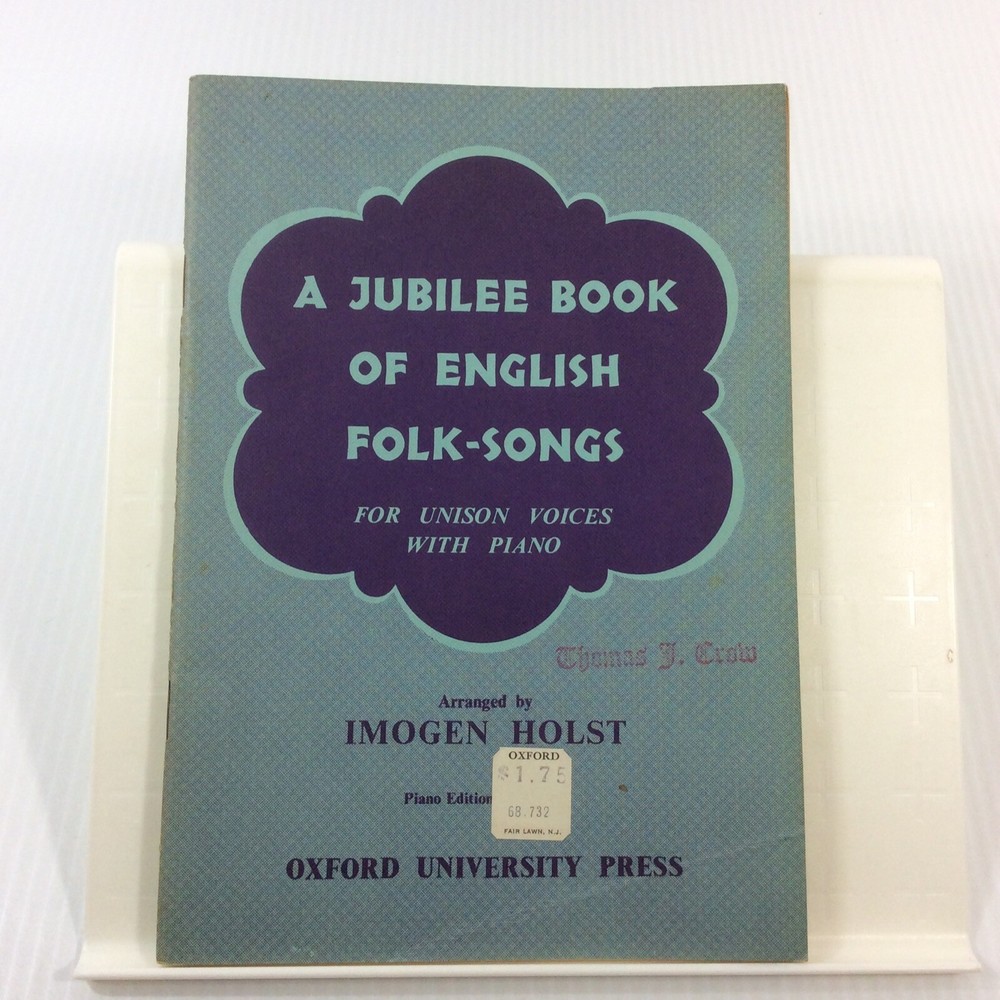 A JUBILEE BOOK
OF ENGLISH
FOLK-SONGS
FOR UNISON VOICES
WITH PIANO
Thomas J. Crow
Arranged by
IMOGEN HOLST
OXFORD
$1.75
Piano Edition
68.732
FAIR LAWN, N.J.
OXFORD UNIVERSITY PRESS